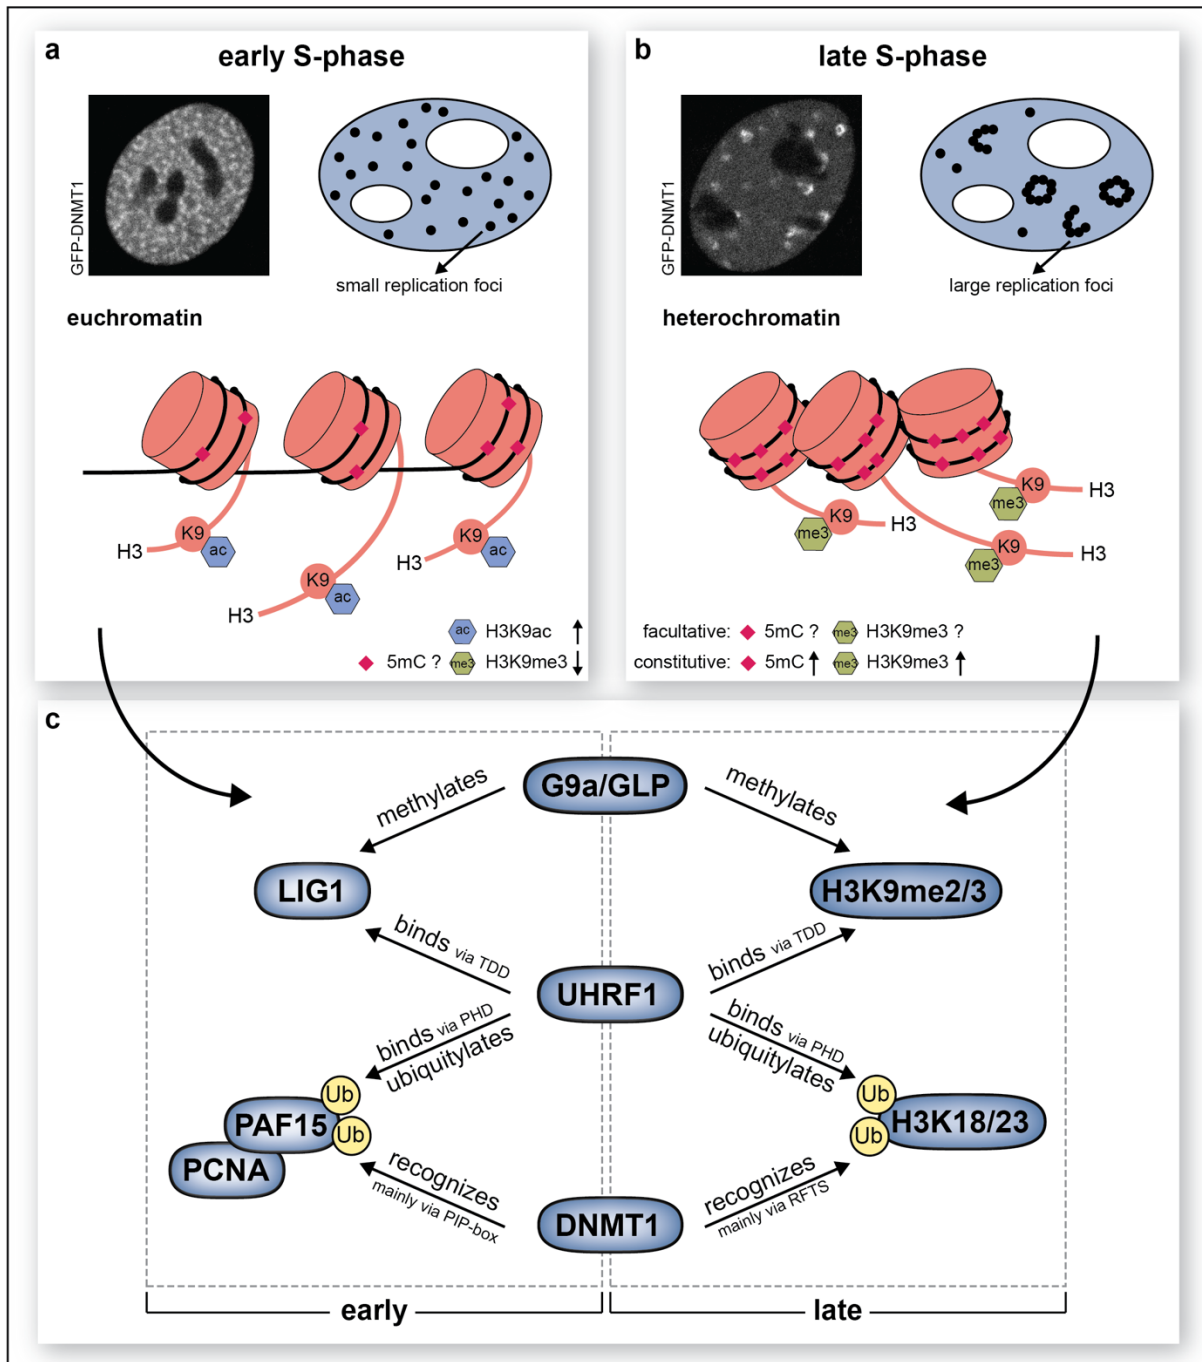 a
early S-phase
GFP-DNMT1
small replication foci
euchromatin
K9
ac
H3
K9
ac
H3
K9
ac
H3
ac H3K9ac
5mC ? me3 H3K9me3
b
late S-phase
GFP-DNMT1
large replication foci
heterochromatin
K9
me3
H3
K9
me3
H3
K9
me3
H3
facultative: 5mC ? me3 H3K9me3 ?
constitutive: 5mC me3 H3K9me3
c
G9a/GLP
methylates
methylates
LIG1
H3K9me2/3
binds via TDD
binds via TDD
UHRF1
binds via PHD
ubiquitylates
binds via PHD
ubiquitylates
Ub
Ub
PAF15
PCNA
Ub
Ub
H3K18/23
recognizes
mainly via PIP-box
recognizes
mainly via RFTS
DNMT1
early
late